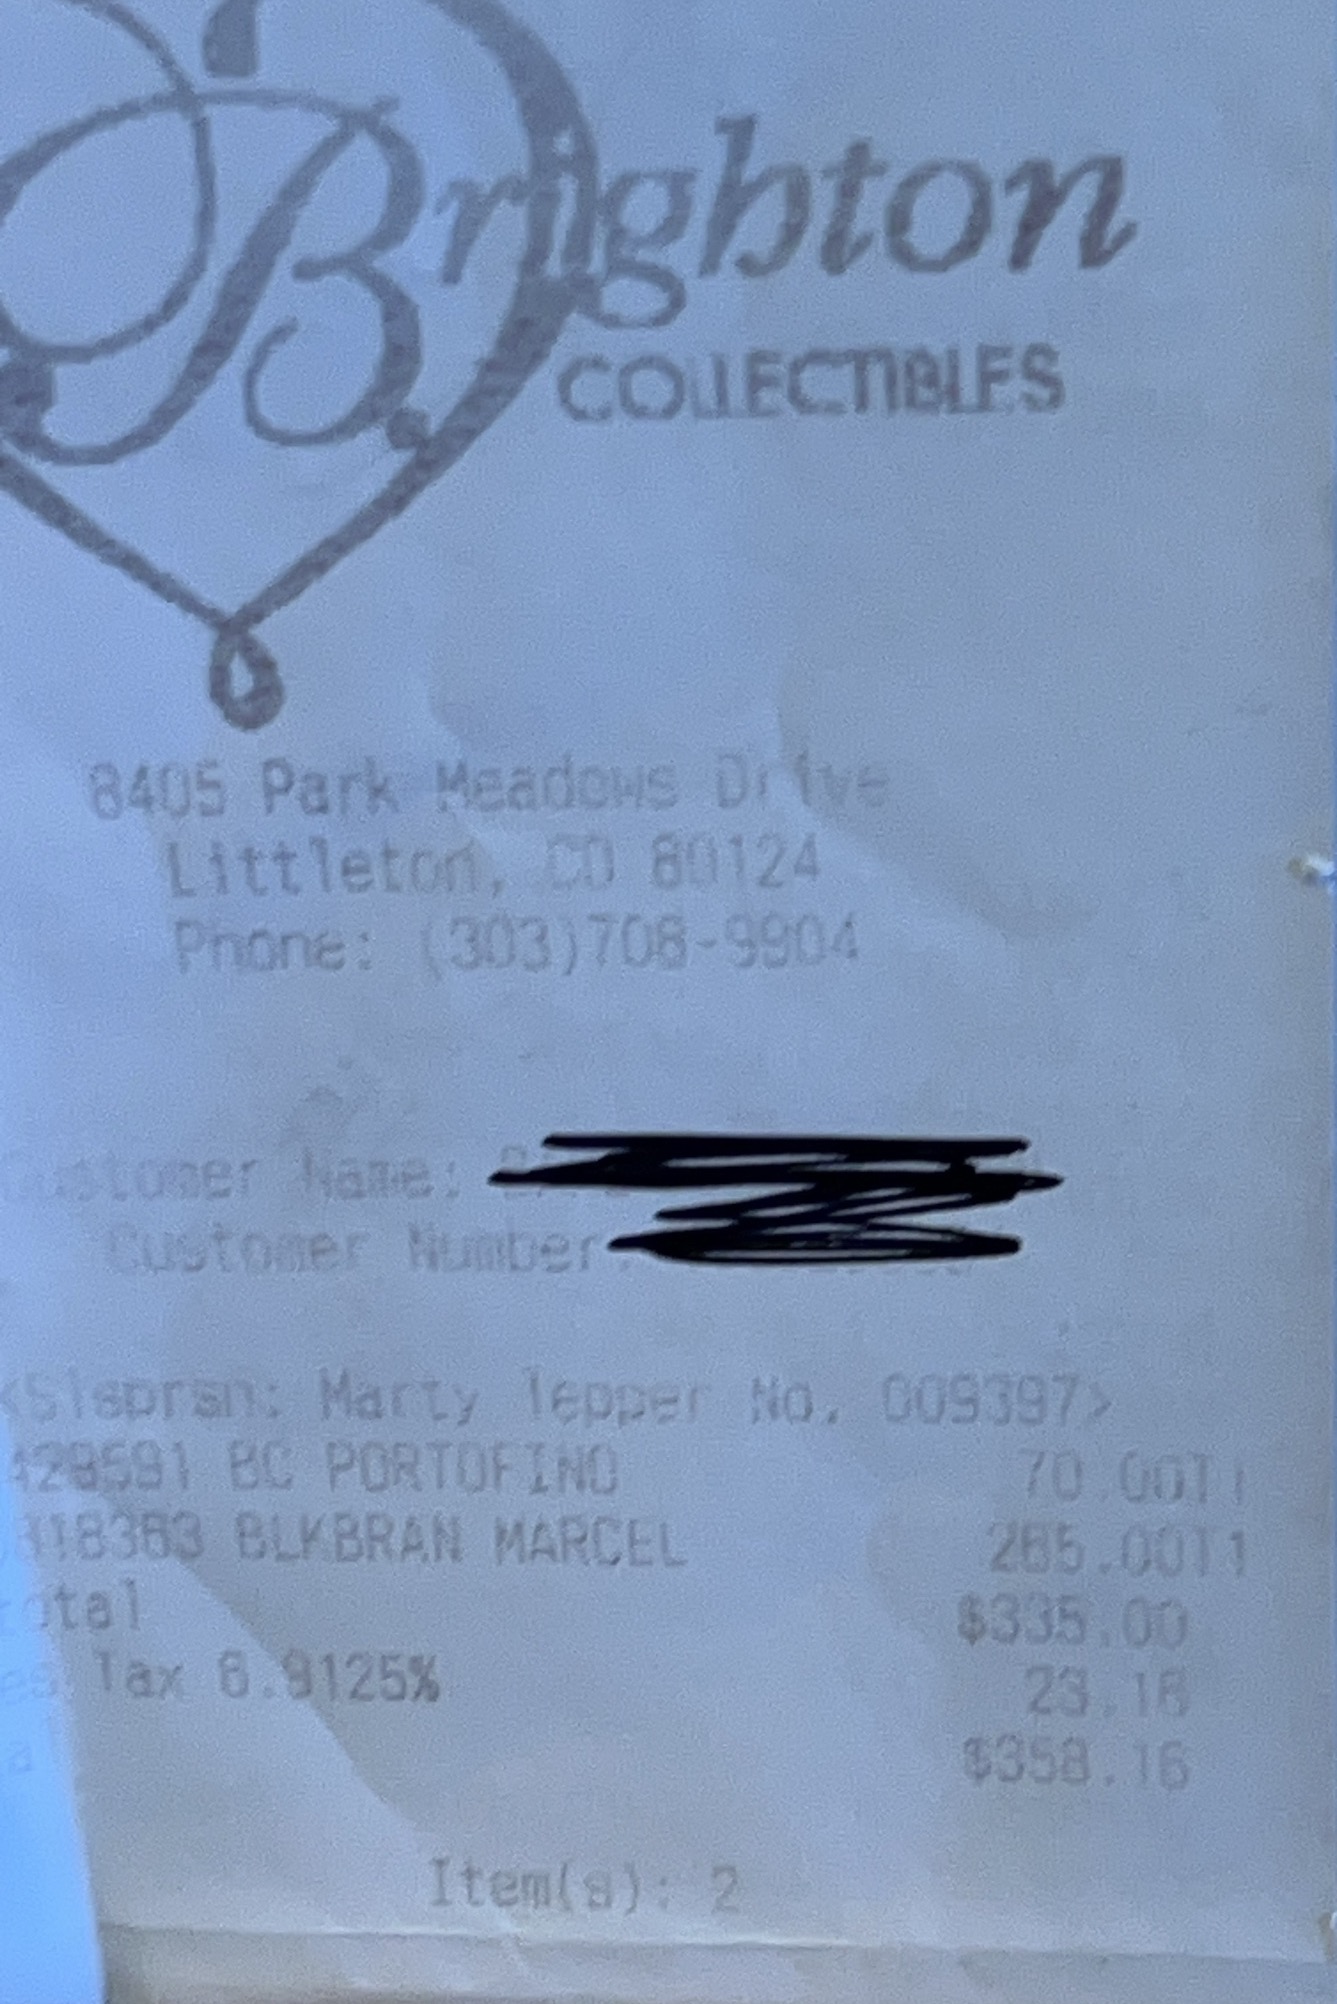 Brighton
COLLECTIBLES
8405 Park Meadows Drive
Littleton, CO 80124
Phone: (303)708-9904
Customer Name:
Customer Number:
<Slsprsn: Marty Tepper No. 009397>
BC PORTOFINO 70.00T1
BLKBRAN MARCEL 265.00T1
$335.00
Tax 6.9125% 23.16
$358.16
Item(s): 2